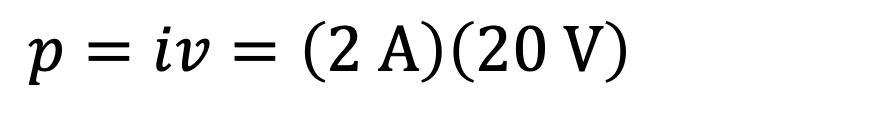 p = iv = (2 A)(20 V)